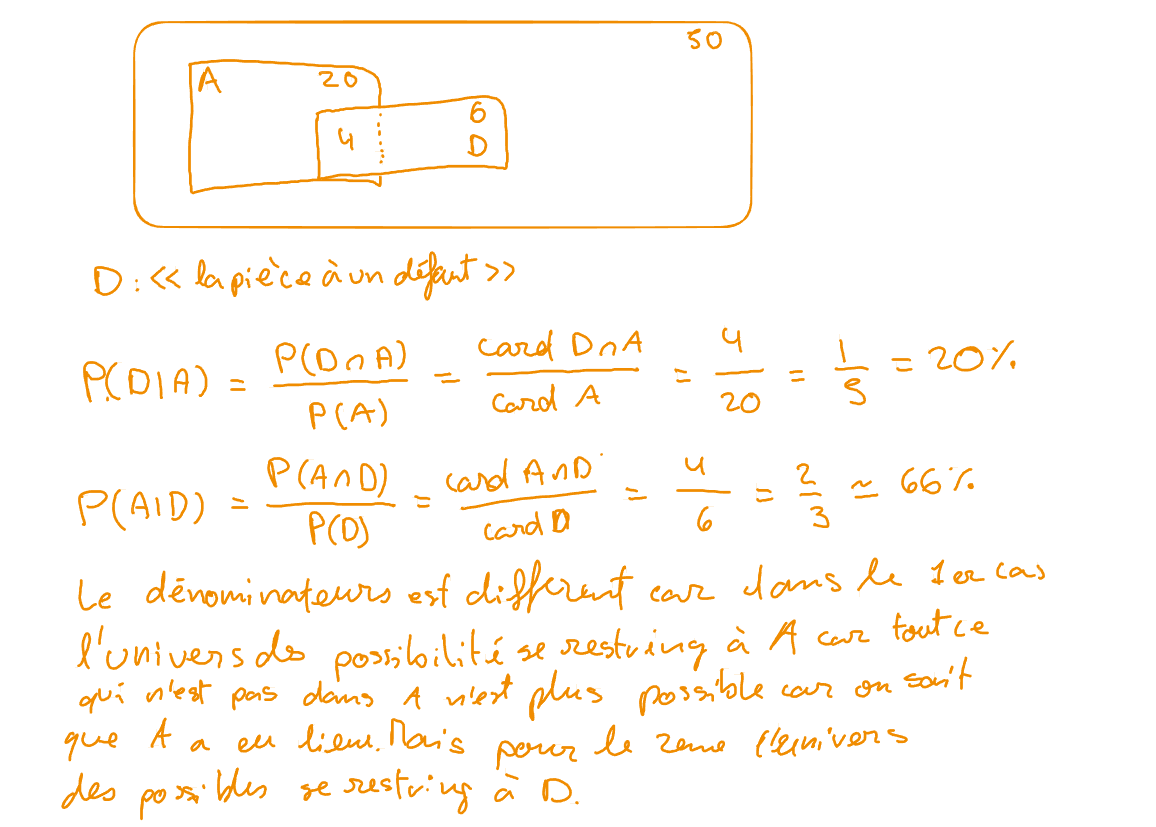 50
A 20
6
4 D
D : << la pièce à un défaut >>
P(D|A) = P(D∩A) / P(A) = card D∩A / card A = 4 / 20 = 1 / 5 = 20%
P(A|D) = P(A∩D) / P(D) = card A∩D / card D = 4 / 6 = 2 / 3 ≃ 66%
Le dénominateurs est différent car dans le 1er cas
l'univers des possibilité se restring à A car tout ce
qui n'est pas dans A n'est plus possible car on sait
que A a eu lieu. Mais pour le 2eme l'univers
des possibles se restring à D.